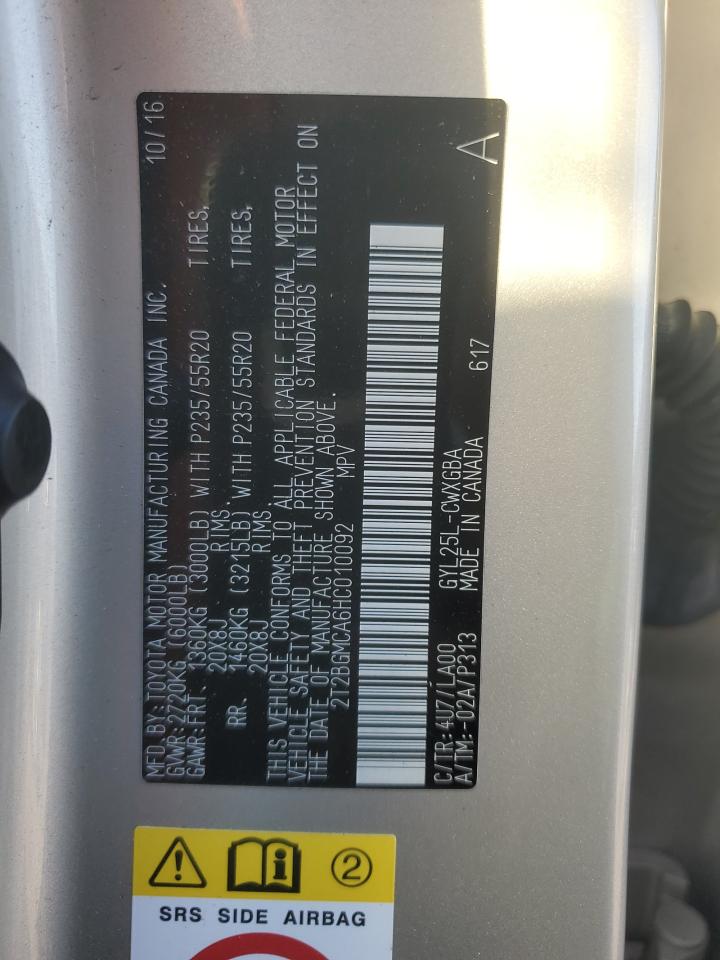 MFD.BY:TOYOTA MOTOR MANUFACTURING CANADA INC. 10/16
GVWR:2720KG(6000LB)
GAWR:FRT. 1360KG(3000LB)WITH P235/55R20 TIRES,
20X8J RIMS
RR. 1460KG(3215LB)WITH P235/55R20 TIRES,
20X8J RIMS
THIS VEHICLE CONFORMS TO ALL APPLICABLE FEDERAL MOTOR
VEHICLE SAFETY AND THEFT PREVENTION STANDARDS IN EFFECT ON
THE DATE OF MANUFACTURE SHOWN ABOVE.
2T2BGMCA6HC010092 MPV
C/TR:4U7/LA00 GYL25L-CWXGBA
A/TM:-02A/P313 MADE IN CANADA 617 A
2
SRS SIDE AIRBAG